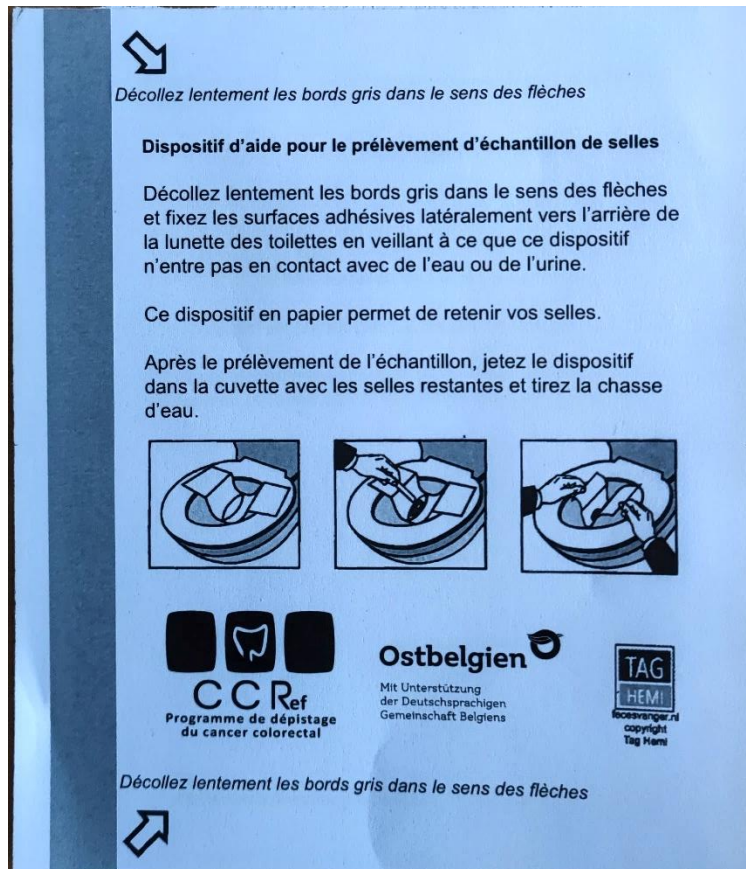 Décollez lentement les bords gris dans le sens des flèches
Dispositif d'aide pour le prélèvement d'échantillon de selles
Décollez lentement les bords gris dans le sens des flèches
et fixez les surfaces adhésives latéralement vers l'arrière de
la lunette des toilettes en veillant à ce que ce dispositif
n'entre pas en contact avec de l'eau ou de l'urine.
Ce dispositif en papier permet de retenir vos selles.
Après le prélèvement de l'échantillon, jetez le dispositif
dans la cuvette avec les selles restantes et tirez la chasse
d'eau.
CCRef
Programme de dépistage
du cancer colorectal
Ostbelgien
Mit Unterstützung
der Deutschsprachigen
Gemeinschaft Belgiens
TAG
HEMI
fecesvanger.nl
copyright
Tag Hemi
Décollez lentement les bords gris dans le sens des flèches